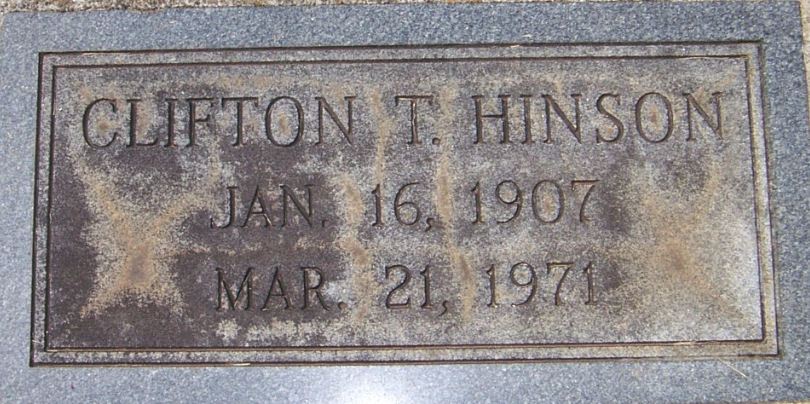 CLIFTON T. HINSON
JAN. 16, 1907
MAR. 21, 1971